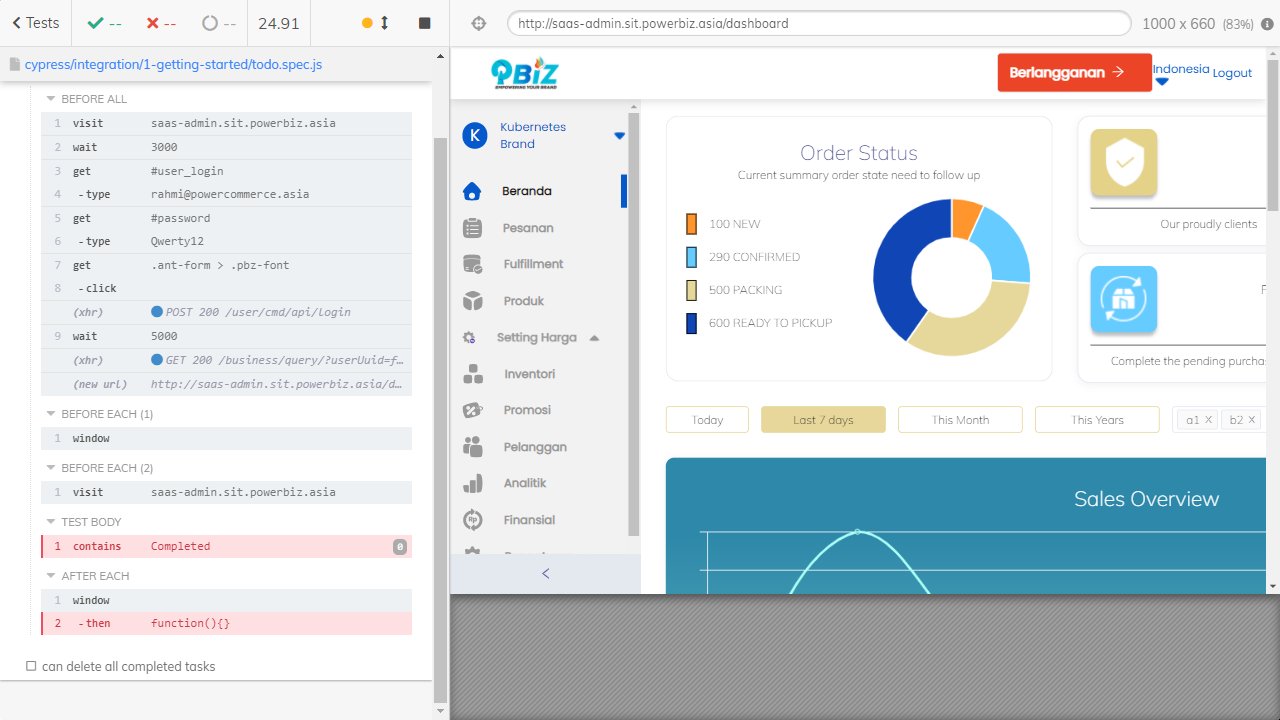 Tests
--
--
--
24.91
http://saas-admin.sit.powerbiz.asia/dashboard
1000 x 660 (83%)
cypress/integration/1-getting-started/todo.spec.js
BEFORE ALL
1 visit saas-admin.sit.powerbiz.asia
2 wait 3000
3 get #user_login
4 -type rahmi@powercommerce.asia
5 get #password
6 -type Qwerty12
7 get .ant-form > .pbz-font
8 -click
(xhr) POST 200 /user/cmd/api/login
9 wait 5000
(xhr) GET 200 /business/query/?userUuid=f…
(new url) http://saas-admin.sit.powerbiz.asia/d…
BEFORE EACH (1)
1 window
BEFORE EACH (2)
1 visit saas-admin.sit.powerbiz.asia
TEST BODY
1 contains Completed 0
AFTER EACH
1 window
2 -then function(){}
can delete all completed tasks
QBIZ
EMPOWERING YOUR BRAND
Berlangganan
Indonesia
Logout
K
Kubernetes
Brand
Beranda
Pesanan
Fulfillment
Produk
Setting Harga
Inventori
Promosi
Pelanggan
Analitik
Finansial
<
Order Status
Current summary order state need to follow up
100 NEW
290 CONFIRMED
500 PACKING
600 READY TO PICKUP
Our proudly clients
Complete the pending purcha
Today
Last 7 days
This Month
This Years
a1 X
b2 X
Sales Overview